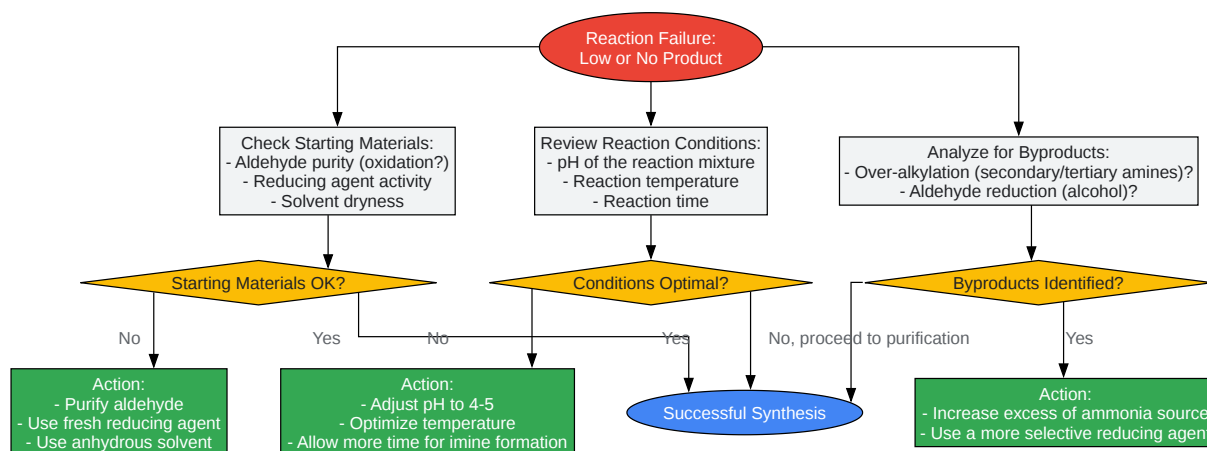 Reaction Failure:
Low or No Product
Check Starting Materials:
- Aldehyde purity (oxidation?)
- Reducing agent activity
- Solvent dryness
Review Reaction Conditions:
- pH of the reaction mixture
- Reaction temperature
- Reaction time
Analyze for Byproducts:
- Over-alkylation (secondary/tertiary amines)?
- Aldehyde reduction (alcohol)?
Starting Materials OK?
Conditions Optimal?
Byproducts Identified?
No
Yes
No
Yes
No, proceed to purification
Yes
Action:
- Purify aldehyde
- Use fresh reducing agent
- Use anhydrous solvent
Action:
- Adjust pH to 4-5
- Optimize temperature
- Allow more time for imine formation
Successful Synthesis
Action:
- Increase excess of ammonia source
- Use a more selective reducing agent